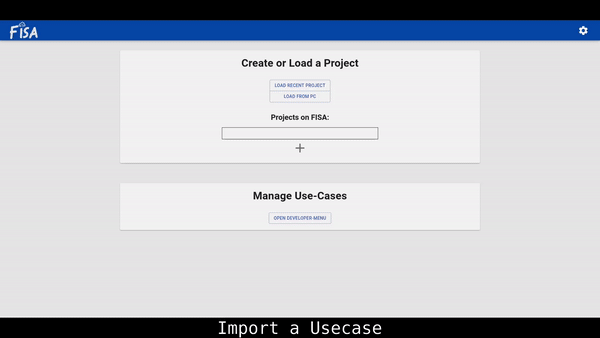 FiSA
Create or Load a Project
LOAD RECENT PROJECT
LOAD FROM PC
Projects on FISA:
Manage Use-Cases
OPEN DEVELOPER-MENU
Import a Usecase